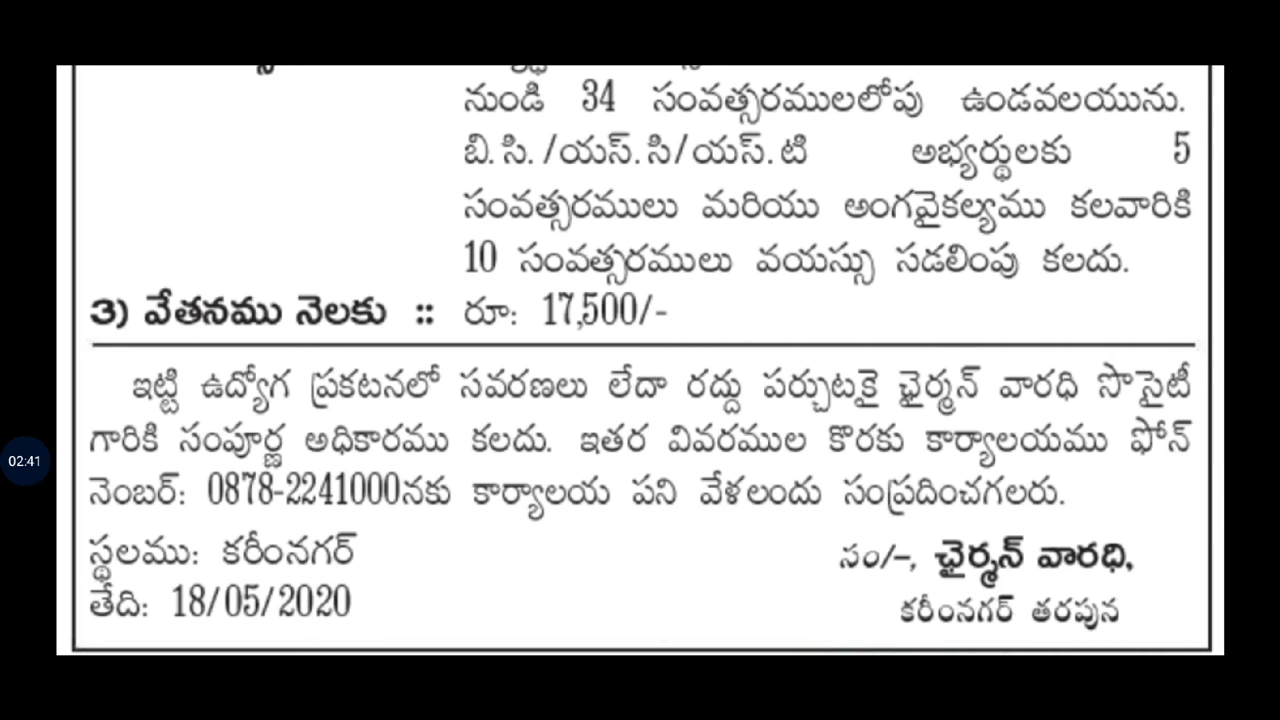 నుండి 34 సంవత్సరములలోపు ఉండవలయును.
బి.సి./యస్.సి/యస్.టి అభ్యర్థులకు 5
సంవత్సరములు మరియు అంగవైకల్యము కలవారికి
10 సంవత్సరములు వయస్సు సడలింపు కలదు.
3) వేతనము నెలకు :: రూ: 17,500/-
ఇట్టి ఉద్యోగ ప్రకటనలో సవరణలు లేదా రద్దు పర్చుటకై ఛైర్మన్ వారధి సొసైటీ
గారికి సంపూర్ణ అధికారము కలదు. ఇతర వివరముల కొరకు కార్యాలయము ఫోన్
02:41
నెంబర్: 0878-2241000నకు కార్యాలయ పని వేళలందు సంప్రదించగలరు.
స్థలము: కరీంనగర్
సం/-, ఛైర్మన్ వారధి,
తేది: 18/05/2020
కరీంనగర్ తరపున